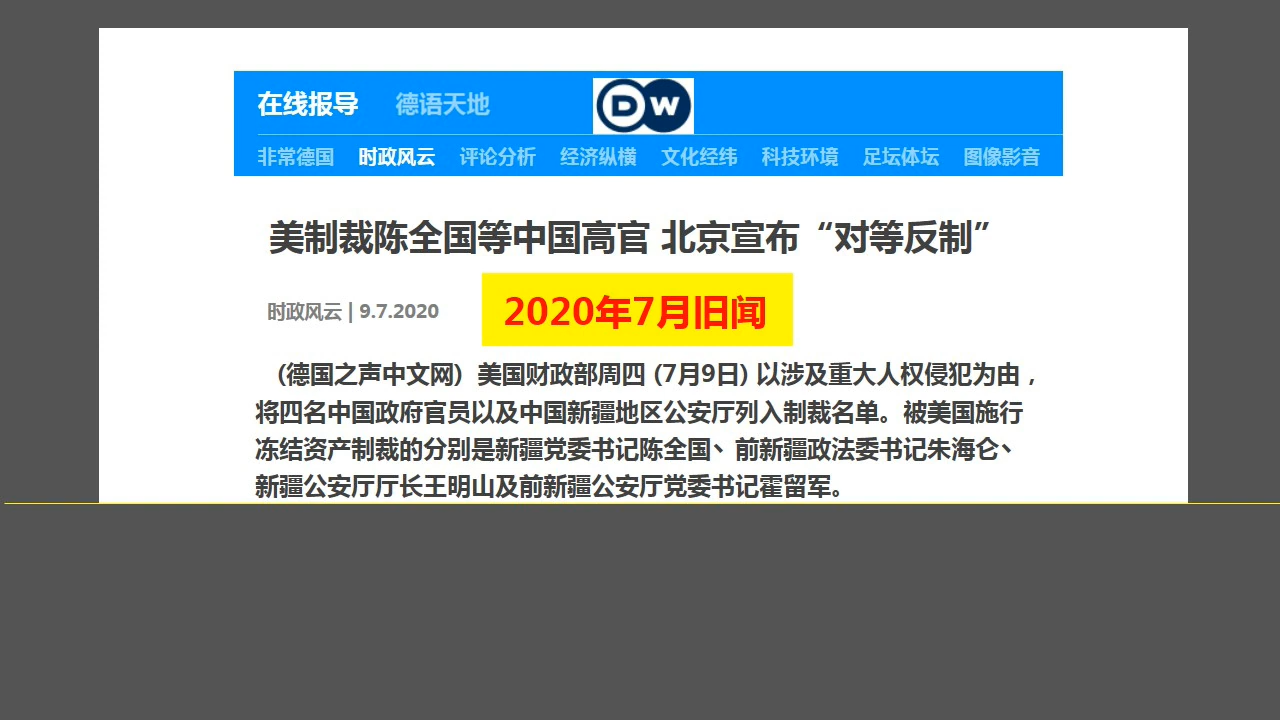 在线报导 德语天地 DW
非常德国 时政风云 评论分析 经济纵横 文化经纬 科技环境 足坛体坛 图像影音
美制裁陈全国等中国高官 北京宣布“对等反制”
时政风云 | 9.7.2020 2020年7月旧闻
(德国之声中文网) 美国财政部周四 (7月9日) 以涉及重大人权侵犯为由，
将四名中国政府官员以及中国新疆地区公安厅列入制裁名单。被美国施行
冻结资产制裁的分别是新疆党委书记陈全国、前新疆政法委书记朱海仑、
新疆公安厅厅长王明山及前新疆公安厅党委书记霍留军。